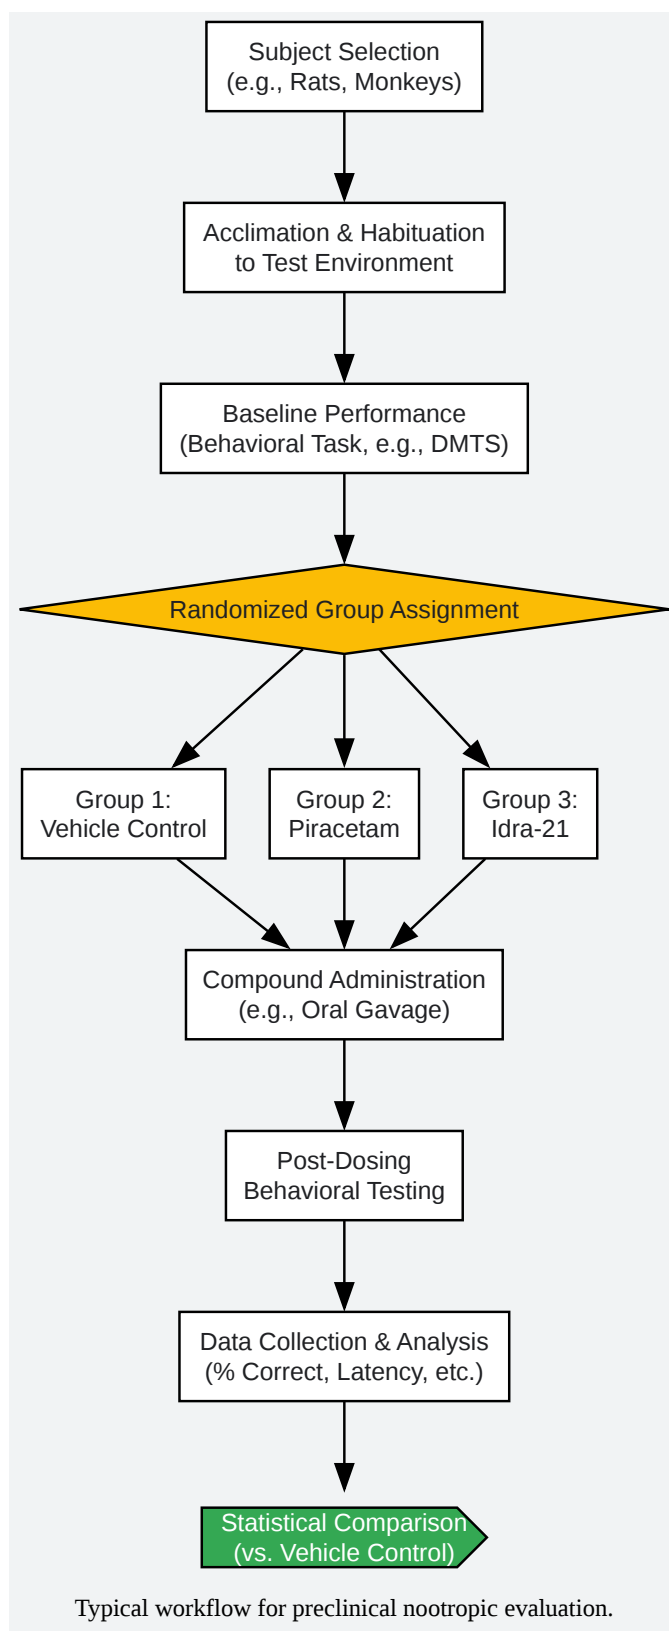 Subject Selection
(e.g., Rats, Monkeys)
Acclimation & Habituation
to Test Environment
Baseline Performance
(Behavioral Task, e.g., DMTS)
Randomized Group Assignment
Group 1:
Vehicle Control
Group 2:
Piracetam
Group 3:
Idra-21
Compound Administration
(e.g., Oral Gavage)
Post-Dosing
Behavioral Testing
Data Collection & Analysis
(% Correct, Latency, etc.)
Statistical Comparison
(vs. Vehicle Control)
Typical workflow for preclinical nootropic evaluation.